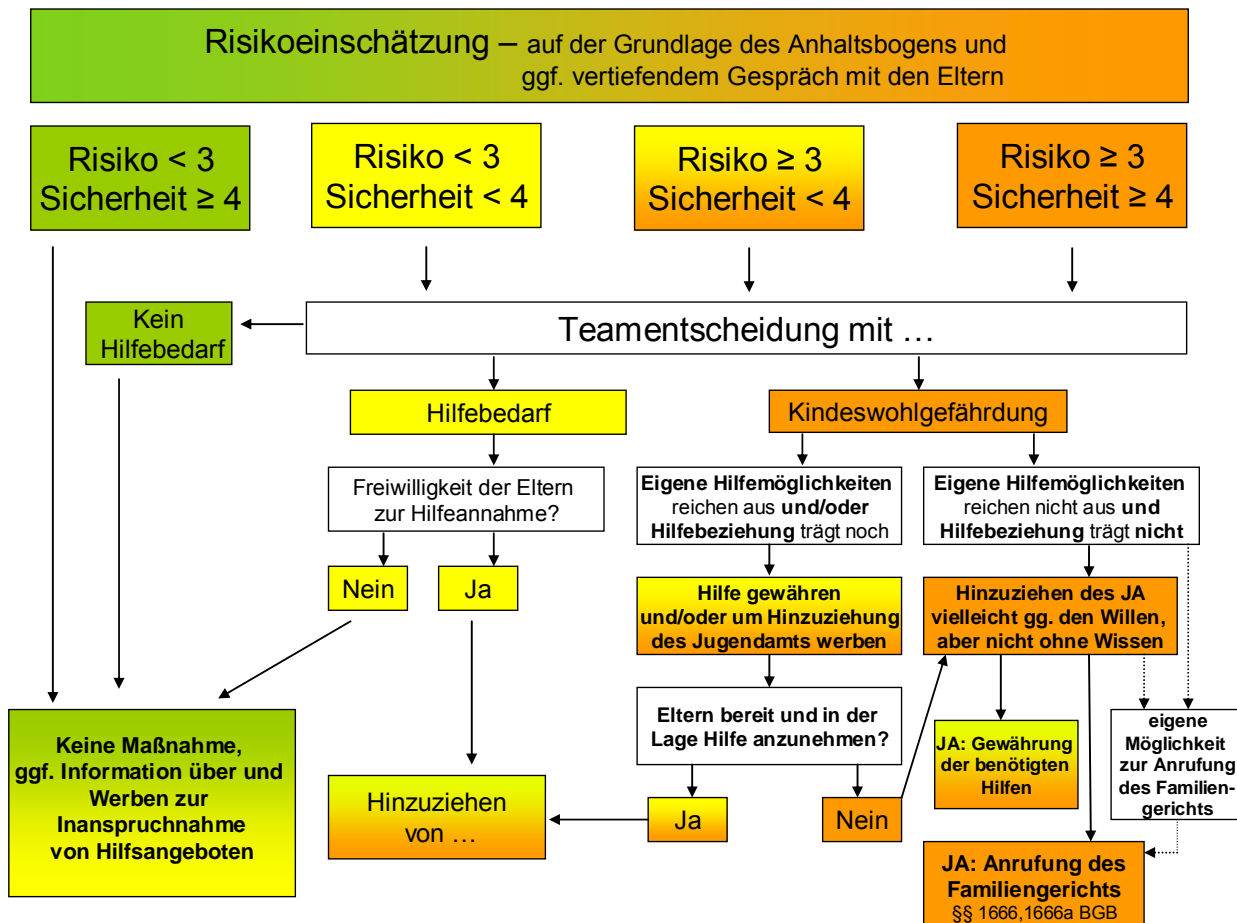 Risikoeinschätzung – auf der Grundlage des Anhaltsbogens und
ggf. vertiefendem Gespräch mit den Eltern
Risiko < 3
Sicherheit ≥ 4
Risiko < 3
Sicherheit < 4
Risiko ≥ 3
Sicherheit < 4
Risiko ≥ 3
Sicherheit ≥ 4
Kein
Hilfebedarf
Teamentscheidung mit …
Hilfebedarf
Kindeswohlgefährdung
Freiwilligkeit der Eltern
zur Hilfeannahme?
Eigene Hilfemöglichkeiten
reichen aus und/oder
Hilfebeziehung trägt noch
Eigene Hilfemöglichkeiten
reichen nicht aus und
Hilfebeziehung trägt nicht
Nein
Ja
Hilfe gewähren
und/oder um Hinzuziehung
des Jugendamts werben
Hinzuziehen des JA
vielleicht gg. den Willen,
aber nicht ohne Wissen
Keine Maßnahme,
ggf. Information über und
Werben zur
Inanspruchnahme
von Hilfsangeboten
Eltern bereit und in der
Lage Hilfe anzunehmen?
JA: Gewährung
der benötigten
Hilfen
eigene
Möglichkeit
zur Anrufung
des Familien-
gerichts
Hinzuziehen
von …
Ja
Nein
JA: Anrufung des
Familiengerichts
§§ 1666,1666a BGB